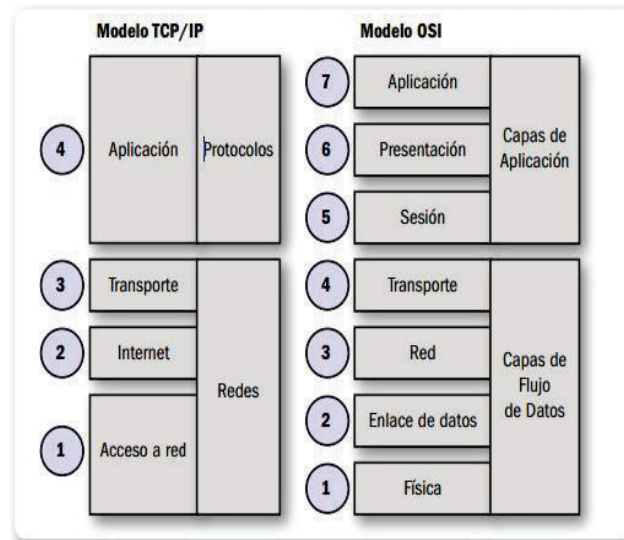 Modelo TCP/IP
4
Aplicación
Protocolos
3
Transporte
2
Internet
1
Acceso a red
Redes
Modelo OSI
7
Aplicación
6
Presentación
5
Sesión
Capas de
Aplicación
4
Transporte
3
Red
2
Enlace de datos
1
Física
Capas de
Flujo
de Datos